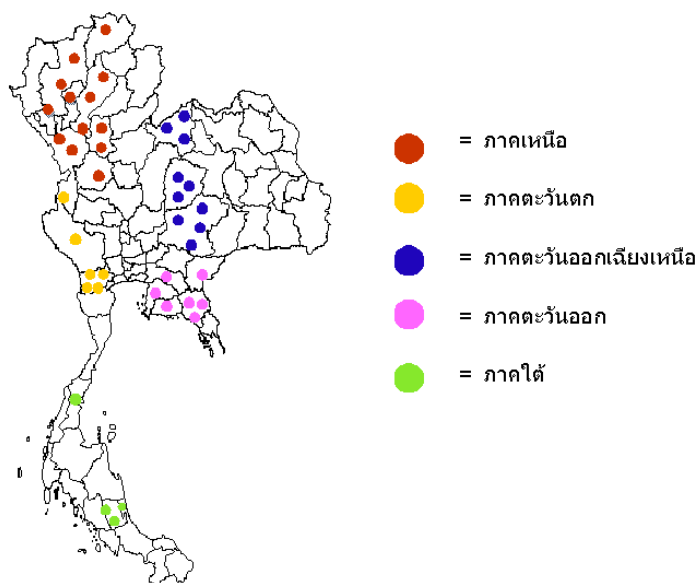 = ภาคเหนือ
= ภาคตะวันตก
= ภาคตะวันออกเฉียงเหนือ
= ภาคตะวันออก
= ภาคใต้